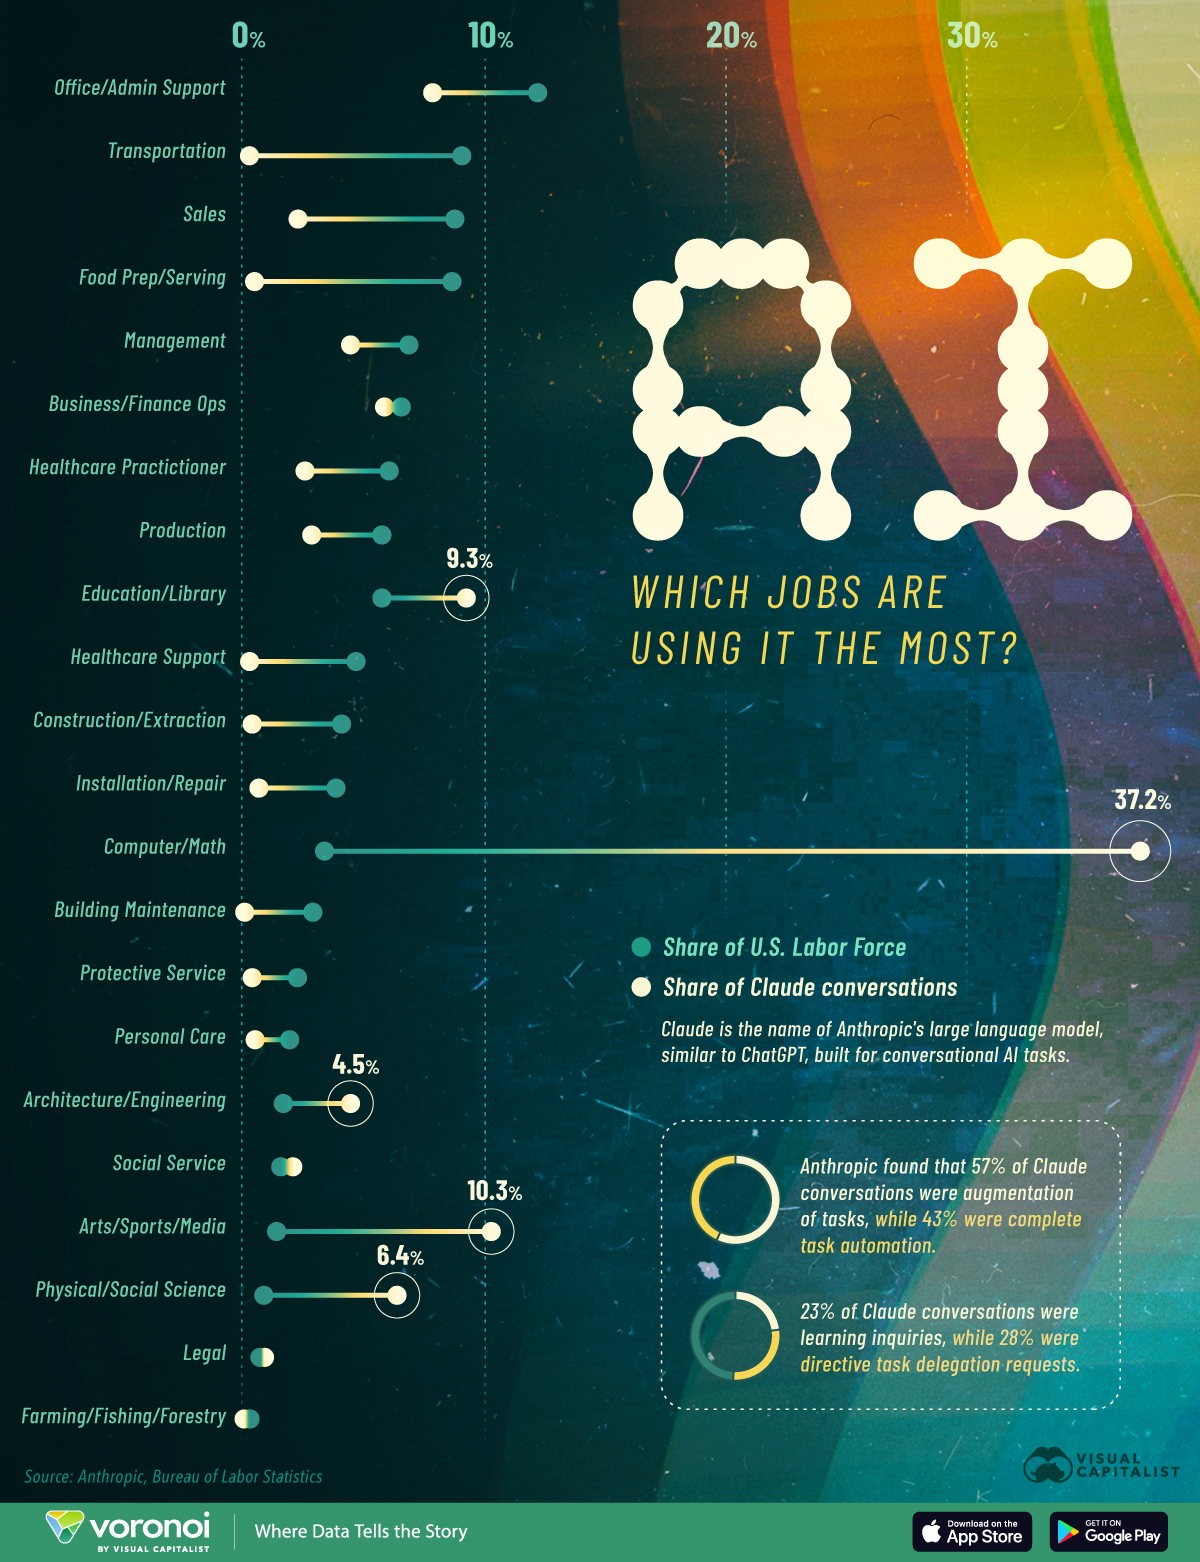 0% 10% 20% 30%
Office/Admin Support
Transportation
Sales
Food Prep/Serving
Management
Business/Finance Ops
Healthcare Practictioner
Production
Education/Library
9.3%
Healthcare Support
Construction/Extraction
Installation/Repair
Computer/Math
37.2%
Building Maintenance
Protective Service
Personal Care
Architecture/Engineering
4.5%
Social Service
Arts/Sports/Media
10.3%
Physical/Social Science
6.4%
Legal
Farming/Fishing/Forestry
AI
WHICH JOBS ARE
USING IT THE MOST?
Share of U.S. Labor Force
Share of Claude conversations
Claude is the name of Anthropic's large language model,
similar to ChatGPT, built for conversational AI tasks.
Anthropic found that 57% of Claude
conversations were augmentation
of tasks, while 43% were complete
task automation.
23% of Claude conversations were
learning inquiries, while 28% were
directive task delegation requests.
Source: Anthropic, Bureau of Labor Statistics
VISUAL
CAPITALIST
voronoi
BY VISUAL CAPITALIST
Where Data Tells the Story
Download on the
App Store
GET IT ON
Google Play